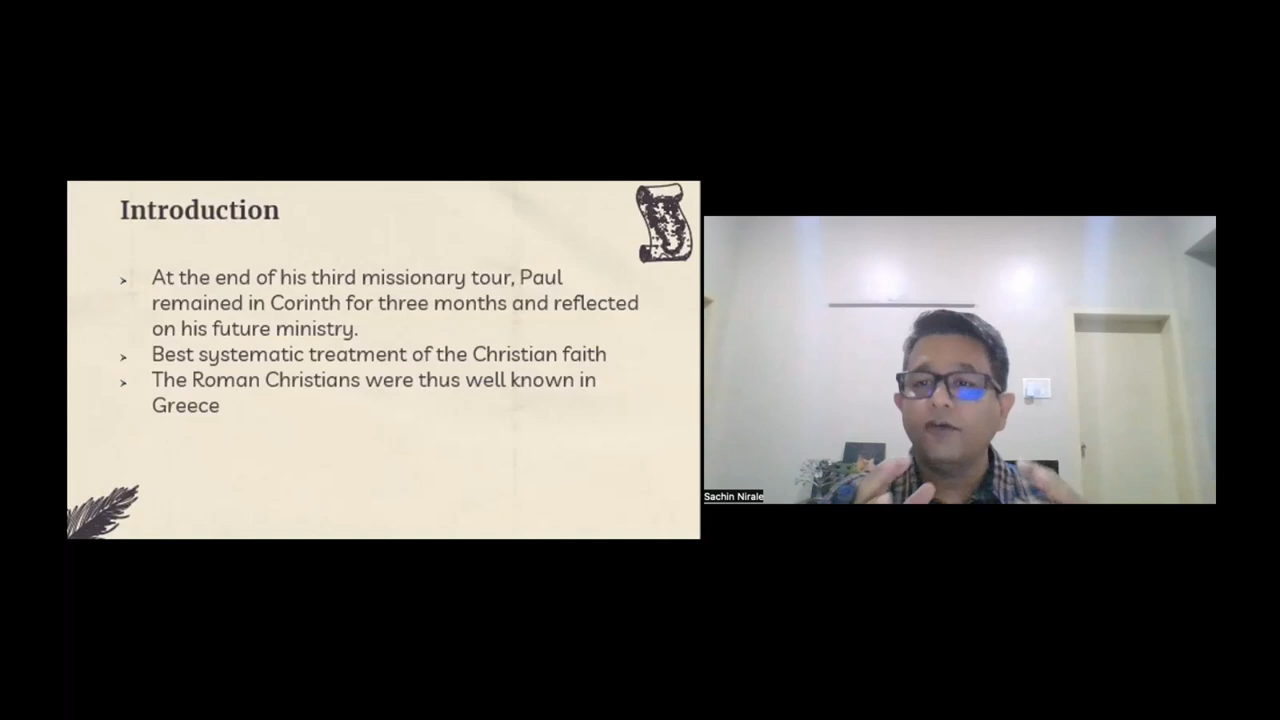 Introduction
> At the end of his third missionary tour, Paul
remained in Corinth for three months and reflected
on his future ministry.
> Best systematic treatment of the Christian faith
> The Roman Christians were thus well known in
Greece
Sachin Nirale